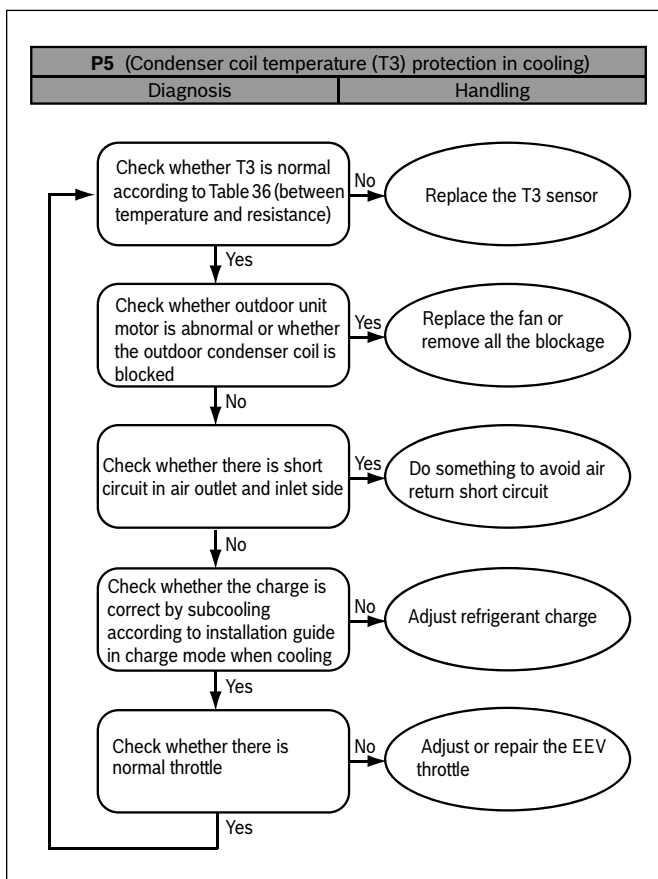 P5 (Condenser coil temperature (T3) protection in cooling)
Diagnosis
Handling
Check whether T3 is normal
according to Table 36 (between
temperature and resistance)
No
Replace the T3 sensor
Yes
Check whether outdoor unit
motor is abnormal or whether
the outdoor condenser coil is
blocked
Yes
Replace the fan or
remove all the blockage
No
Check whether there is short
circuit in air outlet and inlet side
Yes
Do something to avoid air
return short circuit
No
Check whether the charge is
correct by subcooling
according to installation guide
in charge mode when cooling
No
Adjust refrigerant charge
Yes
Check whether there is
normal throttle
No
Adjust or repair the EEV
throttle
Yes